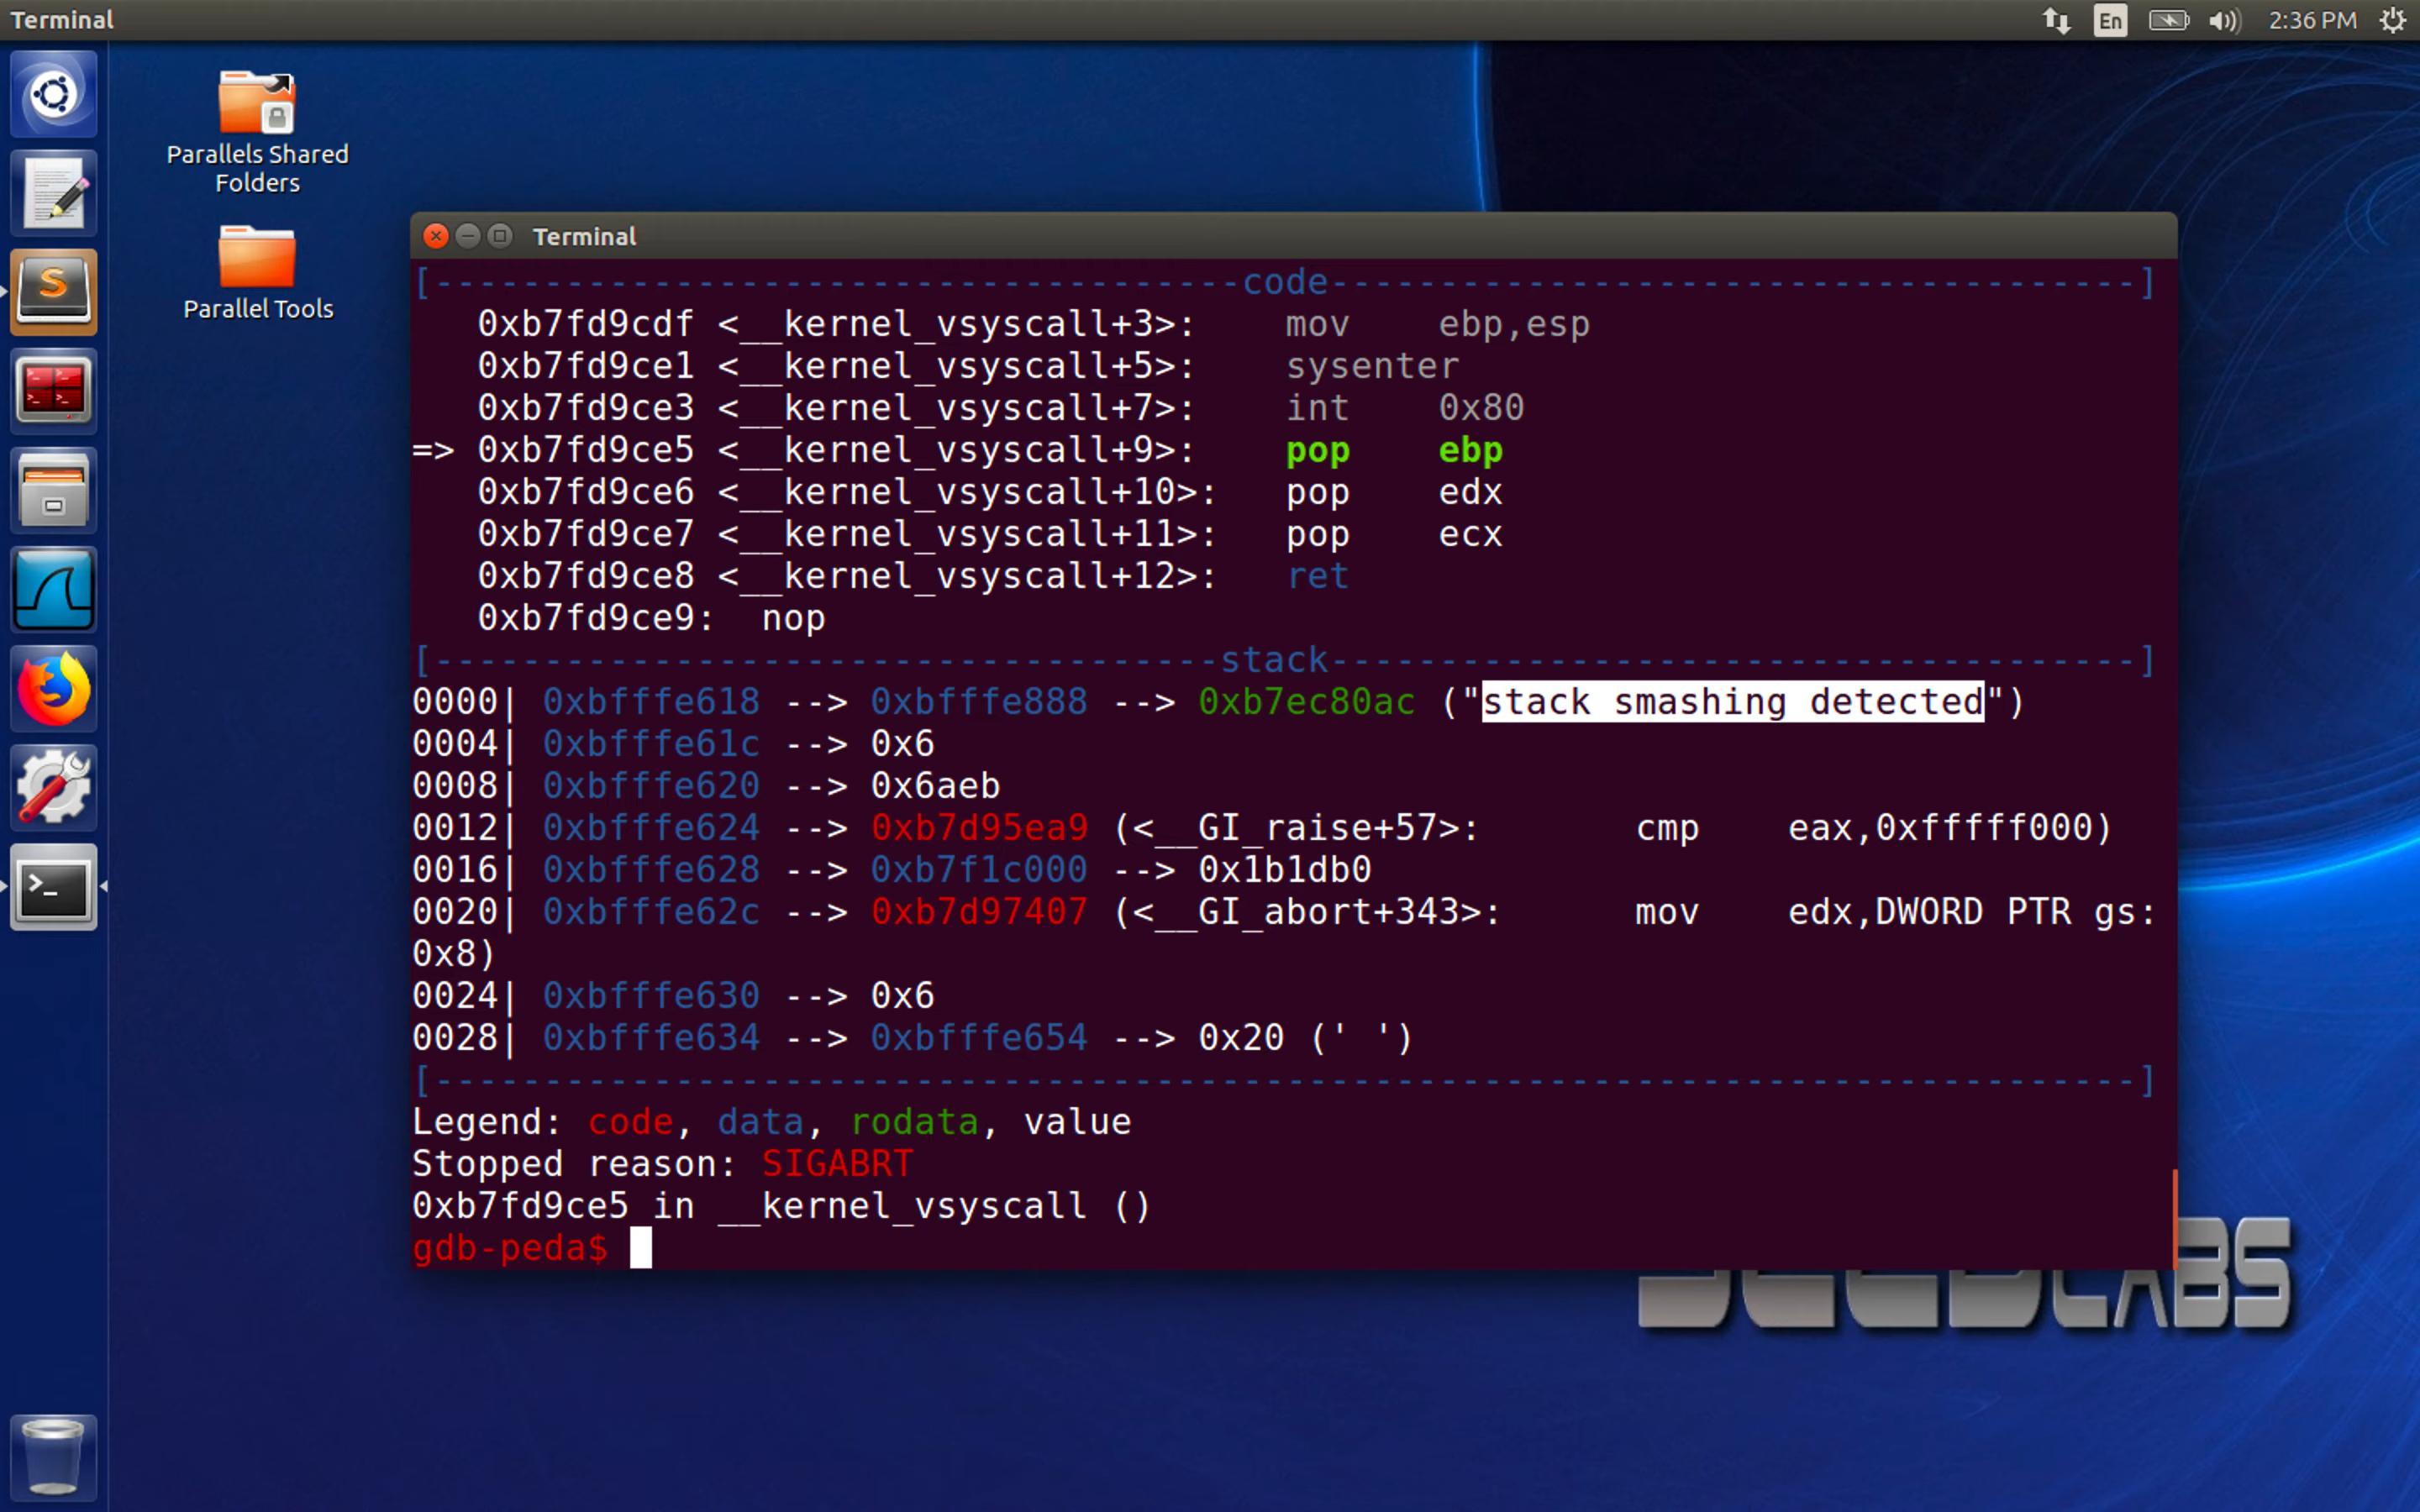 Terminal
En
2:36 PM
Parallels Shared
Folders
Parallel Tools
Terminal
[-------------------------------------code-------------------------------------]
   0xb7fd9cdf <__kernel_vsyscall+3>:	mov    ebp,esp
   0xb7fd9ce1 <__kernel_vsyscall+5>:	sysenter
   0xb7fd9ce3 <__kernel_vsyscall+7>:	int    0x80
=> 0xb7fd9ce5 <__kernel_vsyscall+9>:	pop    ebp
   0xb7fd9ce6 <__kernel_vsyscall+10>:	pop    edx
   0xb7fd9ce7 <__kernel_vsyscall+11>:	pop    ecx
   0xb7fd9ce8 <__kernel_vsyscall+12>:	ret
   0xb7fd9ce9:	nop
[------------------------------------stack-------------------------------------]
0000| 0xbfffe618 --> 0xbfffe888 --> 0xb7ec80ac ("stack smashing detected")
0004| 0xbfffe61c --> 0x6
0008| 0xbfffe620 --> 0x6aeb
0012| 0xbfffe624 --> 0xb7d95ea9 (<__GI_raise+57>:	cmp    eax,0xfffff000)
0016| 0xbfffe628 --> 0xb7f1c000 --> 0x1b1db0
0020| 0xbfffe62c --> 0xb7d97407 (<__GI_abort+343>:	mov    edx,DWORD PTR gs:
0x8)
0024| 0xbfffe630 --> 0x6
0028| 0xbfffe634 --> 0xbfffe654 --> 0x20 (' ')
[------------------------------------------------------------------------------]
Legend: code, data, rodata, value
Stopped reason: SIGABRT
0xb7fd9ce5 in __kernel_vsyscall ()
gdb-peda$
SEEDLABS